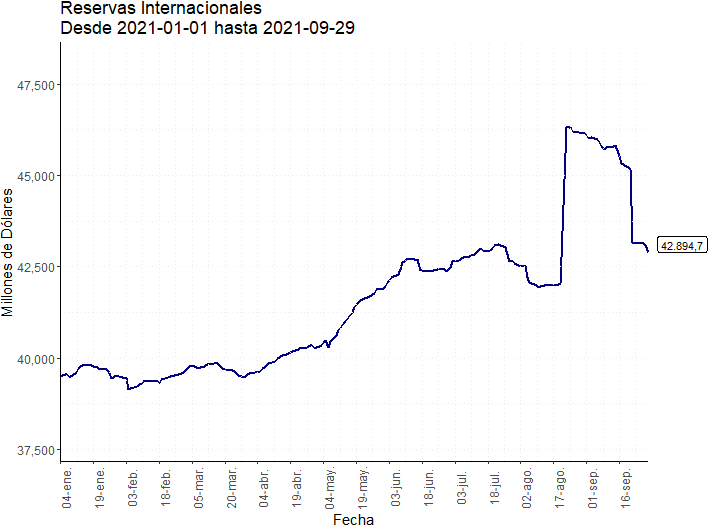 Reservas Internacionales
Desde 2021-01-01 hasta 2021-09-29
Millones de Dólares
47,500
45,000
42,500
40,000
37,500
42.894,7
04-ene.
19-ene.
03-feb.
18-feb.
05-mar.
20-mar.
04-abr.
19-abr.
04-may.
19-may.
03-jun.
18-jun.
03-jul.
18-jul.
02-ago.
17-ago.
01-sep.
16-sep.
Fecha